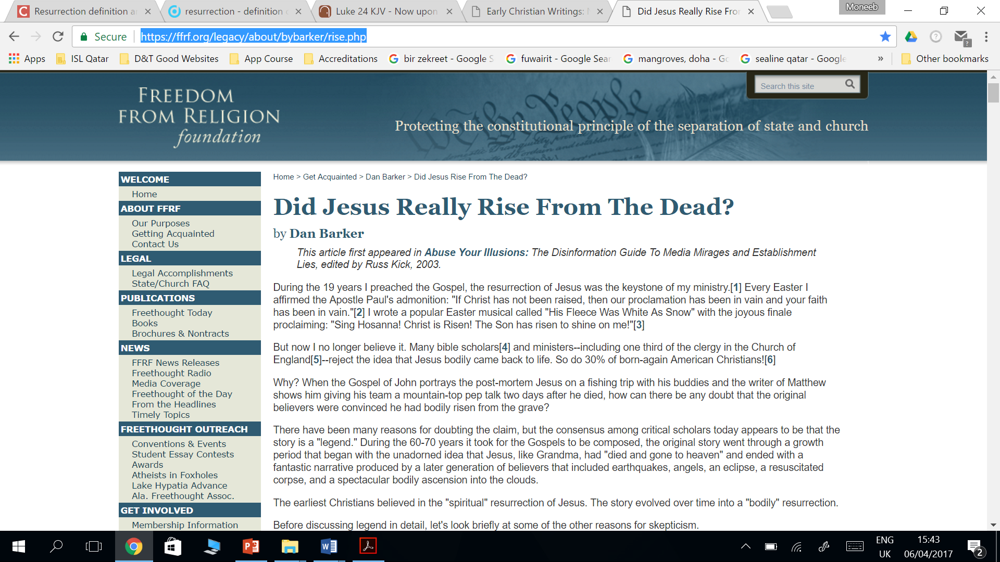 Resurrection definition a
resurrection - definition
Luke 24 KJV - Now upon
Early Christian Writings:
Did Jesus Really Rise From
Moneeb
Secure
https://ffrf.org/legacy/about/bybarker/rise.php
Apps
ISL Qatar
D&T Good Websites
App Course
Accreditations
bir zekreet - Google S
fuwairit - Google Sear
mangroves, doha - Go
sealine qatar - Google
»
Other bookmarks
Search this site
FREEDOM
FROM RELIGION
foundation
We the People
Protecting the constitutional principle of the separation of state and church
WELCOME
Home
ABOUT FFRF
Our Purposes
Getting Acquainted
Contact Us
LEGAL
Legal Accomplishments
State/Church FAQ
PUBLICATIONS
Freethought Today
Books
Brochures & Nontracts
NEWS
FFRF News Releases
Freethought Radio
Media Coverage
Freethought of the Day
From the Headlines
Timely Topics
FREETHOUGHT OUTREACH
Conventions & Events
Student Essay Contests
Awards
Atheists in Foxholes
Lake Hypatia Advance
Ala. Freethought Assoc.
GET INVOLVED
Membership Information
Home > Get Acquainted > Dan Barker > Did Jesus Rise From The Dead?
Did Jesus Really Rise From The Dead?
by Dan Barker
This article first appeared in Abuse Your Illusions: The Disinformation Guide To Media Mirages and Establishment
Lies, edited by Russ Kick, 2003.
During the 19 years I preached the Gospel, the resurrection of Jesus was the keystone of my ministry.[1] Every Easter I
affirmed the Apostle Paul's admonition: "If Christ has not been raised, then our proclamation has been in vain and your faith
has been in vain."[2] I wrote a popular Easter musical called "His Fleece Was White As Snow" with the joyous finale
proclaiming: "Sing Hosanna! Christ is Risen! The Son has risen to shine on me!"[3]
But now I no longer believe it. Many bible scholars[4] and ministers--including one third of the clergy in the Church of
England[5]--reject the idea that Jesus bodily came back to life. So do 30% of born-again American Christians![6]
Why? When the Gospel of John portrays the post-mortem Jesus on a fishing trip with his buddies and the writer of Matthew
shows him giving his team a mountain-top pep talk two days after he died, how can there be any doubt that the original
believers were convinced he had bodily risen from the grave?
There have been many reasons for doubting the claim, but the consensus among critical scholars today appears to be that the
story is a "legend." During the 60-70 years it took for the Gospels to be composed, the original story went through a growth
period that began with the unadorned idea that Jesus, like Grandma, had "died and gone to heaven" and ended with a
fantastic narrative produced by a later generation of believers that included earthquakes, angels, an eclipse, a resuscitated
corpse, and a spectacular bodily ascension into the clouds.
The earliest Christians believed in the "spiritual" resurrection of Jesus. The story evolved over time into a "bodily" resurrection.
Before discussing legend in detail, let's look briefly at some of the other reasons for skepticism.
ENG
UK
15:43
06/04/2017
2